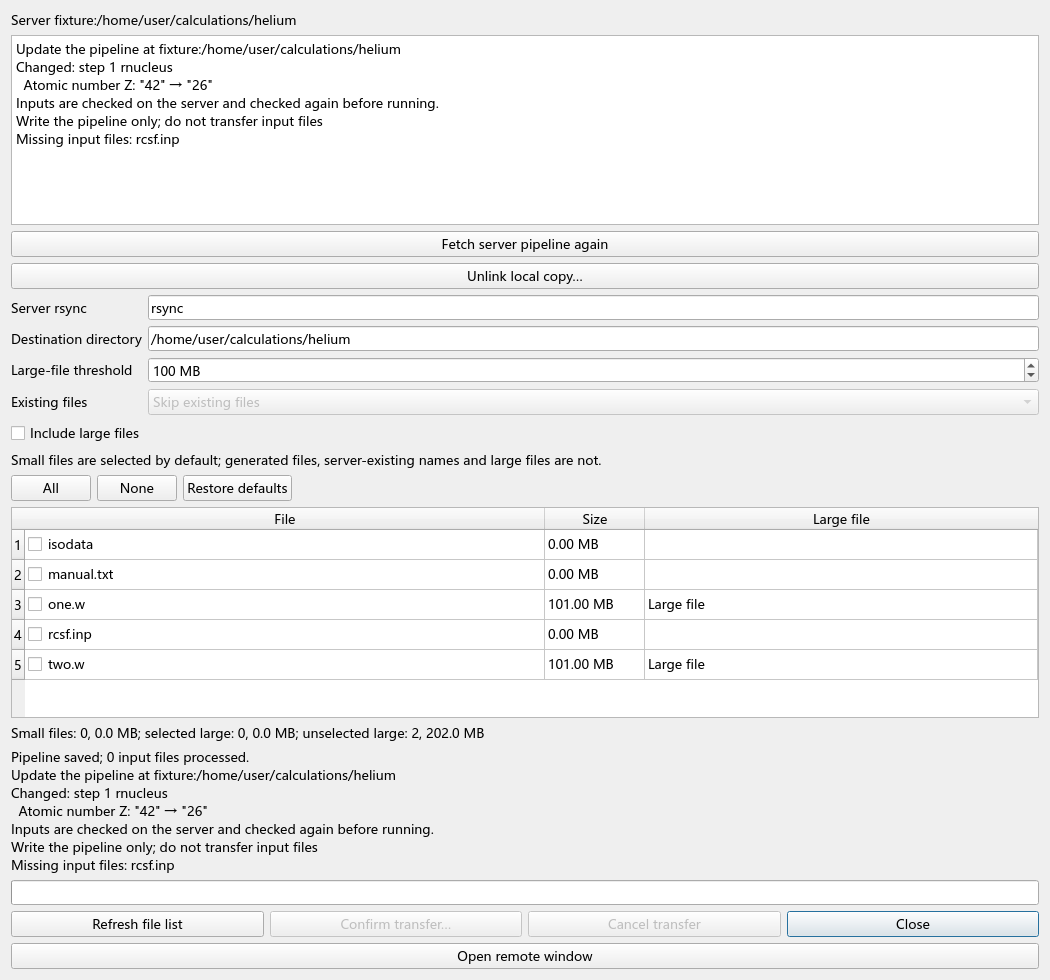 Server fixture:/home/user/calculations/helium
Update the pipeline at fixture:/home/user/calculations/helium
Changed: step 1 rnucleus
Atomic number Z: "42" → "26"
Inputs are checked on the server and checked again before running.
Write the pipeline only; do not transfer input files
Missing input files: rcsf.inp
Fetch server pipeline again
Unlink local copy...
Server rsync rsync
Destination directory /home/user/calculations/helium
Large-file threshold 100 MB
Existing files Skip existing files
Include large files
Small files are selected by default; generated files, server-existing names and large files are not.
All None Restore defaults
File Size Large file
1 isodata 0.00 MB
2 manual.txt 0.00 MB
3 one.w 101.00 MB Large file
4 rcsf.inp 0.00 MB
5 two.w 101.00 MB Large file
Small files: 0, 0.0 MB; selected large: 0, 0.0 MB; unselected large: 2, 202.0 MB
Pipeline saved; 0 input files processed.
Update the pipeline at fixture:/home/user/calculations/helium
Changed: step 1 rnucleus
Atomic number Z: "42" → "26"
Inputs are checked on the server and checked again before running.
Write the pipeline only; do not transfer input files
Missing input files: rcsf.inp
Refresh file list Confirm transfer... Cancel transfer Close
Open remote window